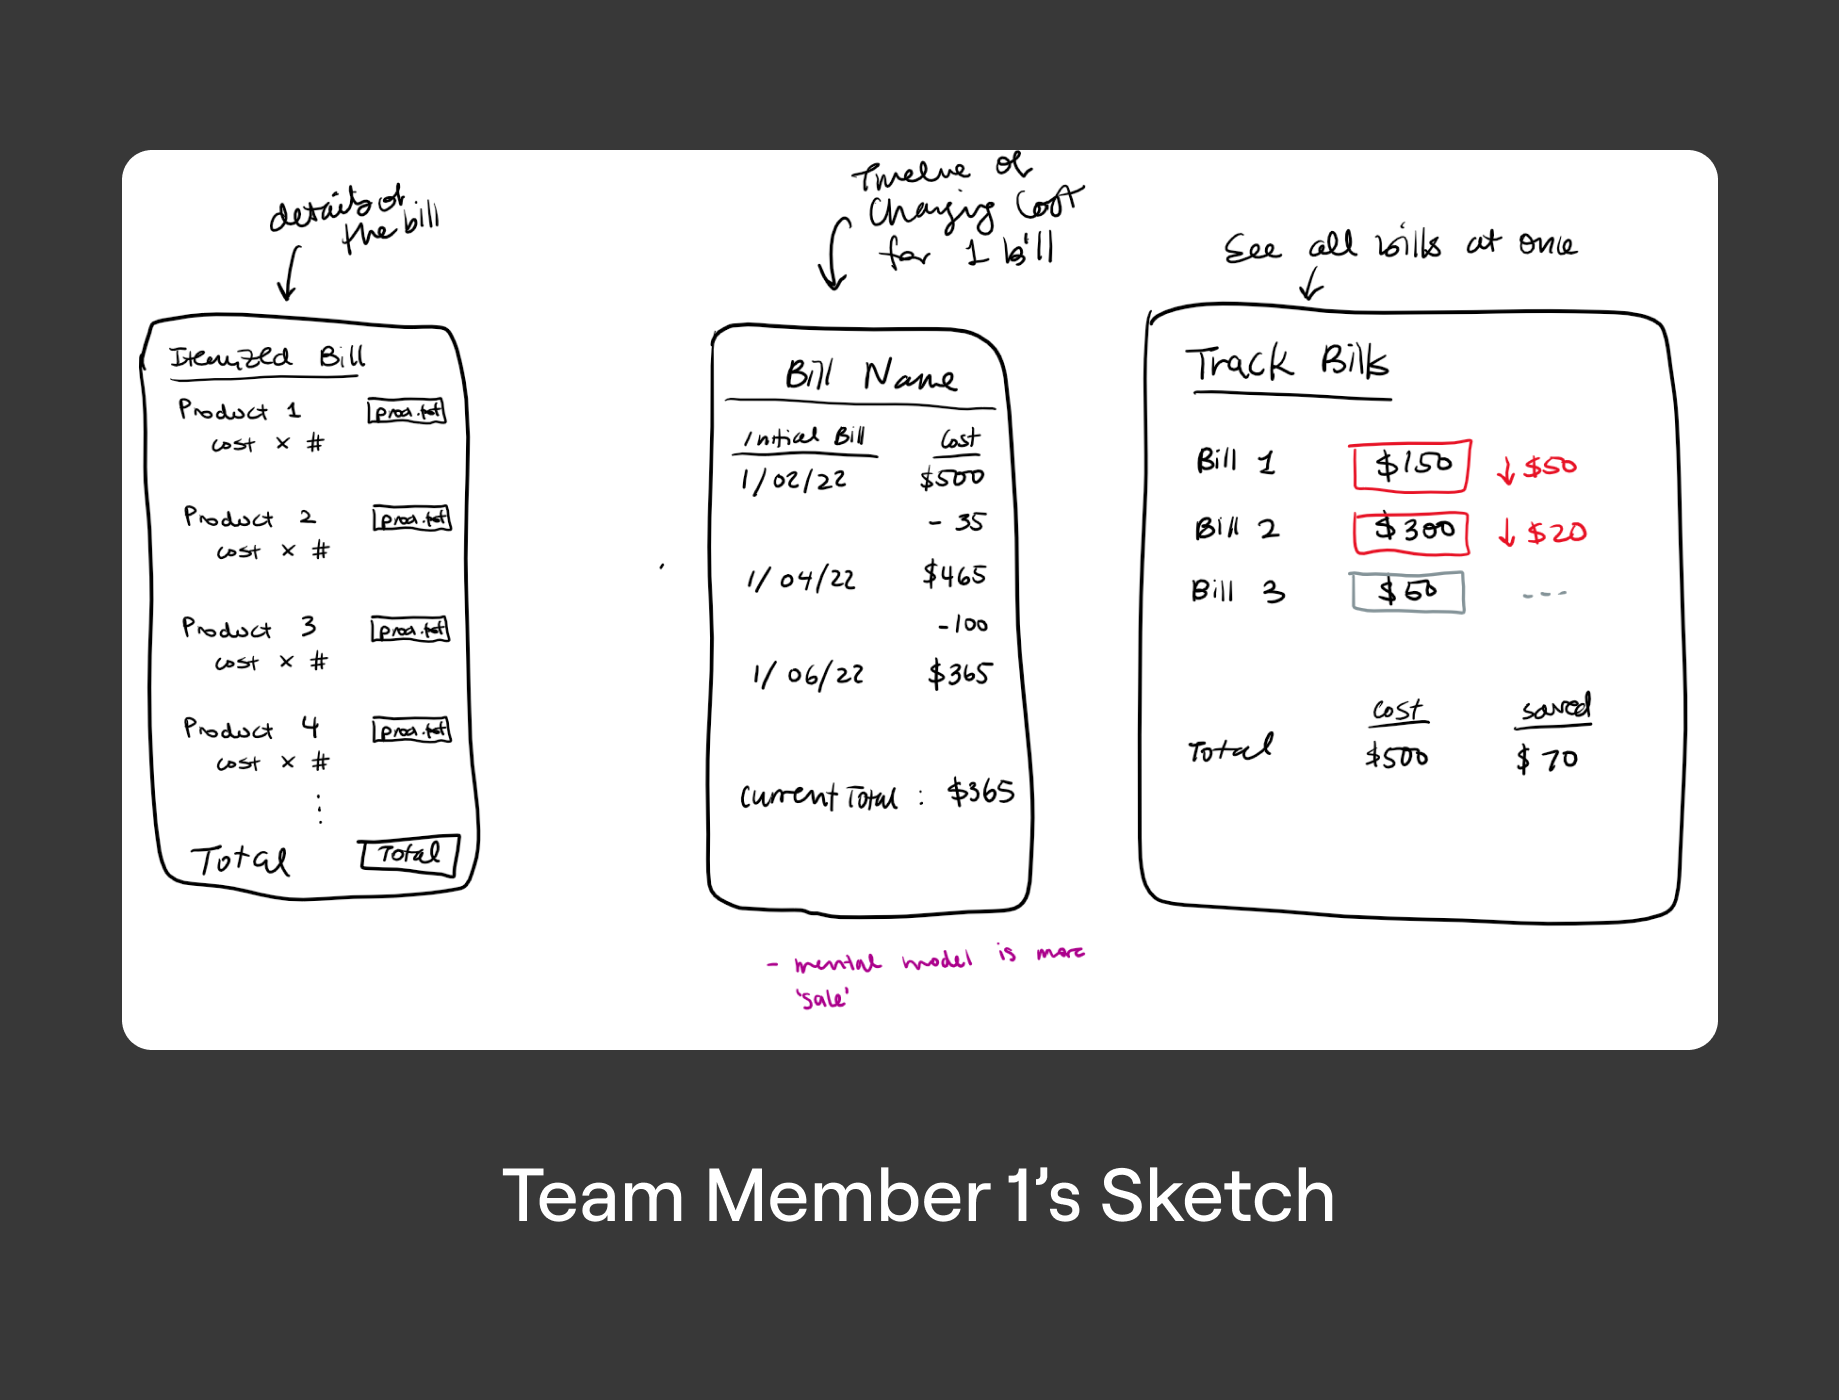 details of
the bill
Itemized Bill
Product 1 prod.tot
cost × #
Product 2 prod.tot
cost × #
Product 3 prod.tot
cost × #
Product 4 prod.tot
cost × #
⋮
Total Total
Timeline of
Changing Cost
for 1 bill
Bill Name
Initial Bill Cost
1/02/22 $500
- 35
1/04/22 $465
-100
1/06/22 $365
Current Total : $365
- mental model is more
'sale'
See all bills at once
Track Bills
Bill 1 $150 ↓ $50
Bill 2 $300 ↓ $20
Bill 3 $60 ---
cost saved
Total $500 $70
Team Member 1’s Sketch